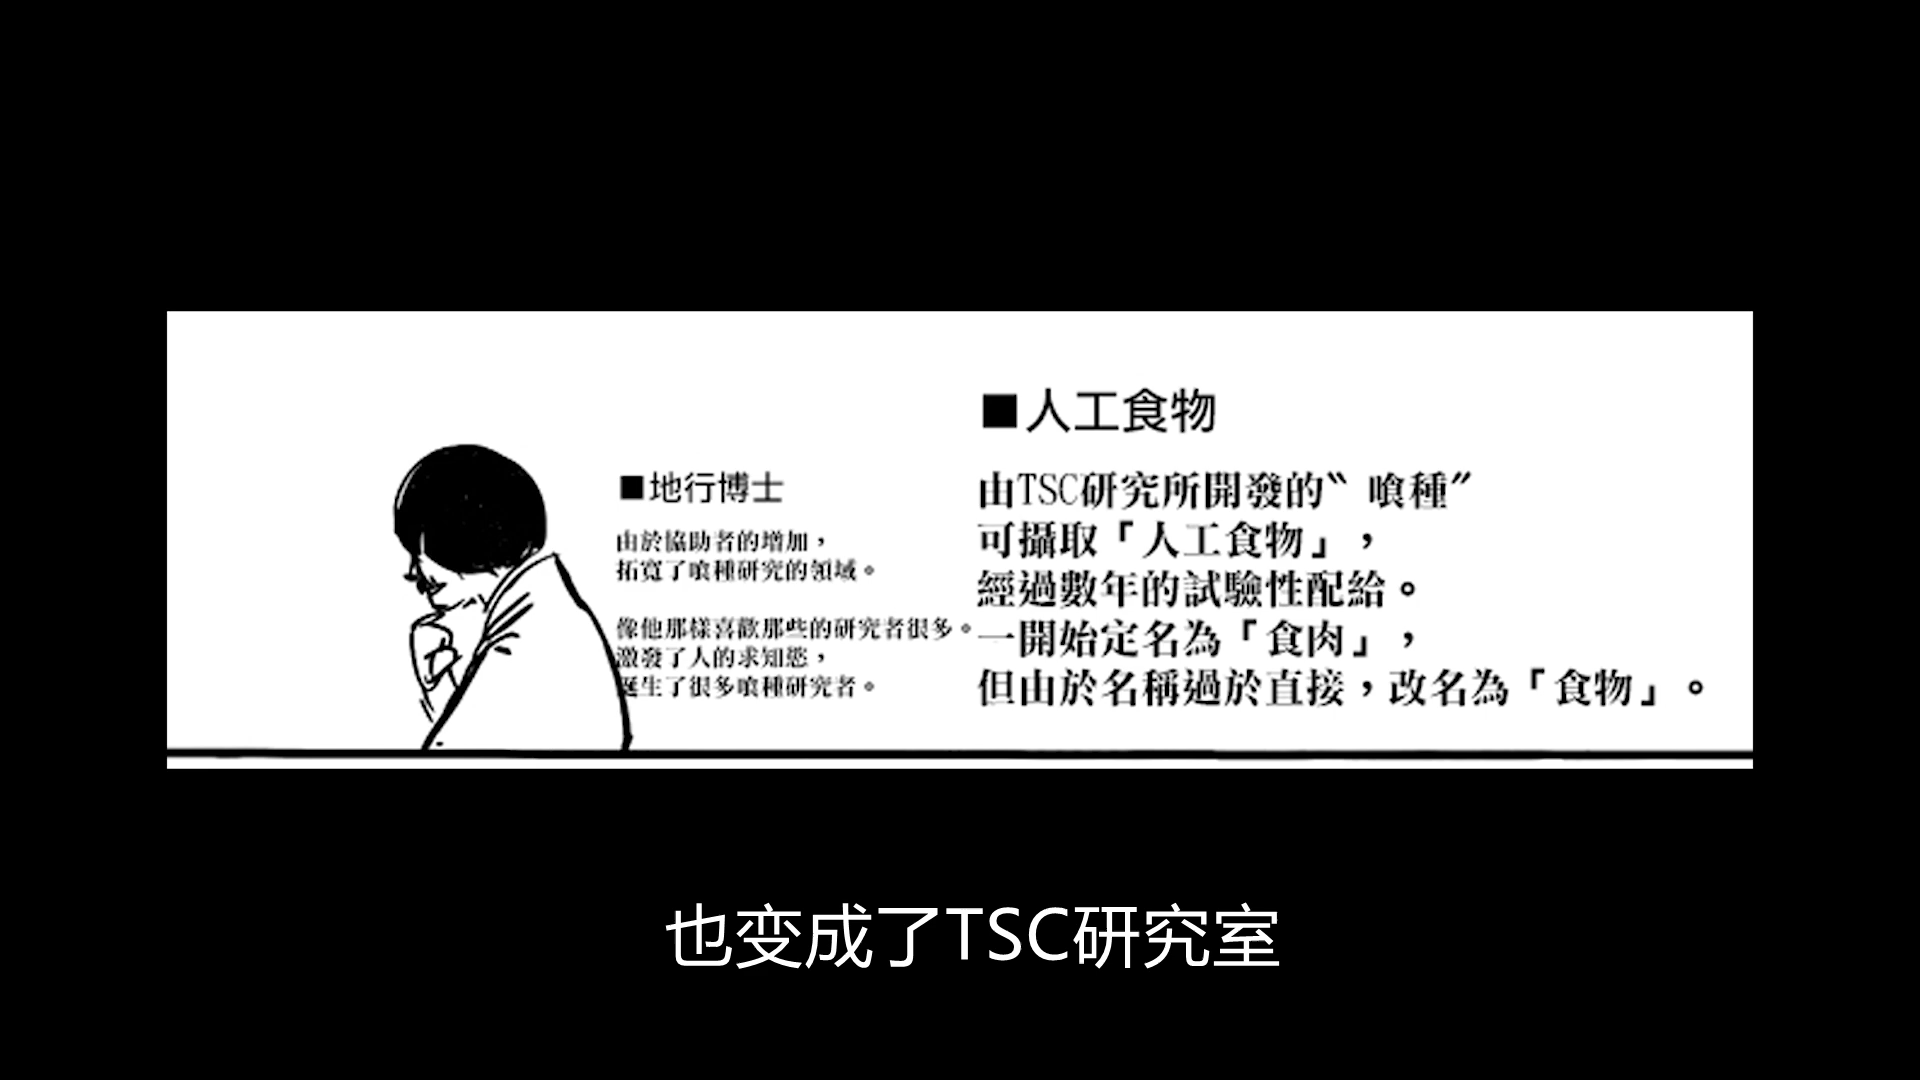 ■地行博士
由於協助者的增加，
拓寬了喰種研究的領域。
像他那樣喜歡那些的研究者很多。
激發了人的求知慾，
誕生了很多喰種研究者。
■人工食物
由TSC研究所開發的〝喰種〞
可攝取「人工食物」，
經過數年的試驗性配給。
一開始定名為「食肉」，
但由於名稱過於直接，改名為「食物」。
也变成了TSC研究室